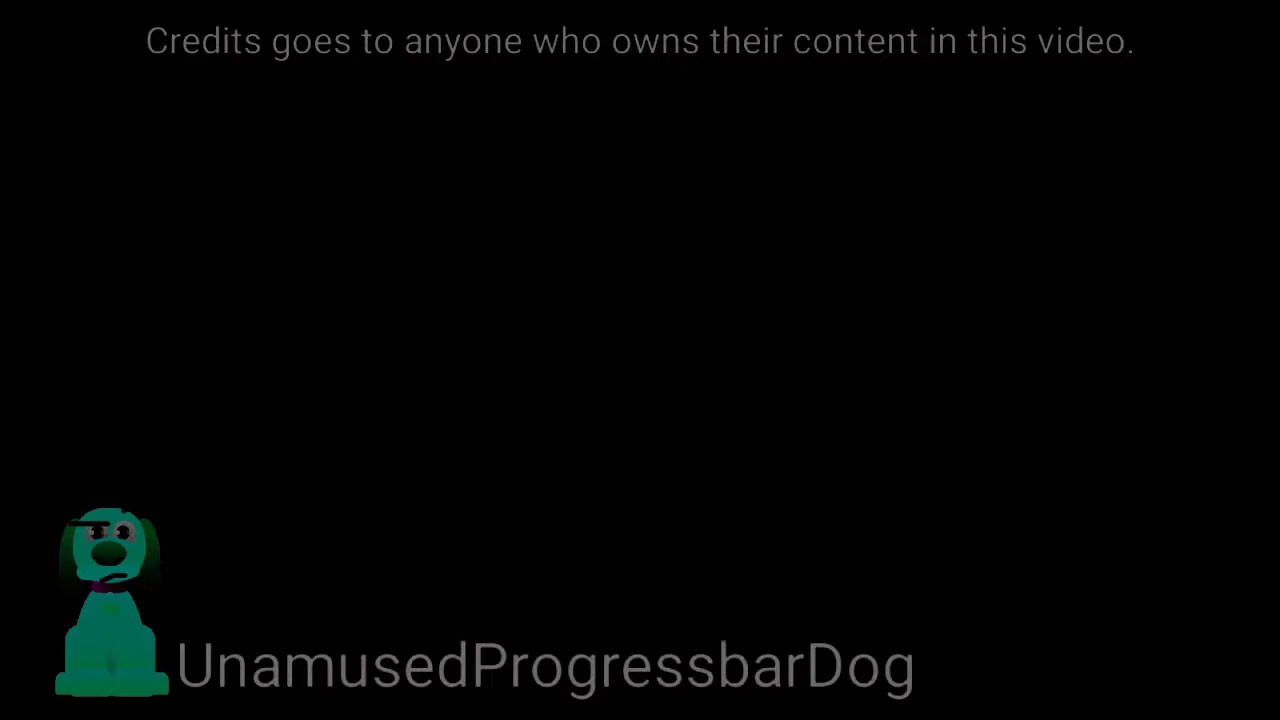 Credits goes to anyone who owns their content in this video.
UnamusedProgressbarDog